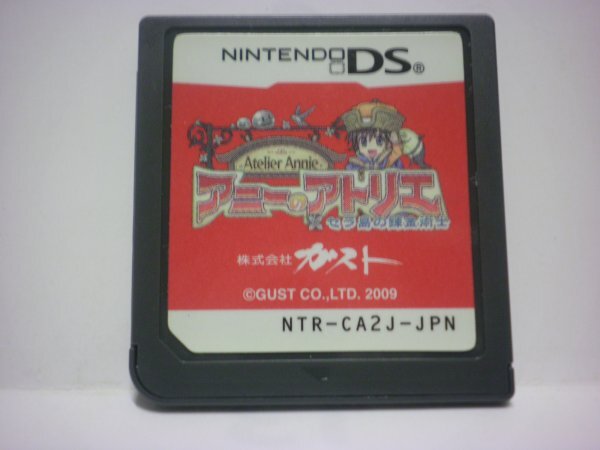 NINTENDO DS®
Atelier Annie
アニーのアトリエ
セラ島の錬金術士
株式会社 ガスト
©GUST CO.,LTD. 2009
NTR-CA2J-JPN